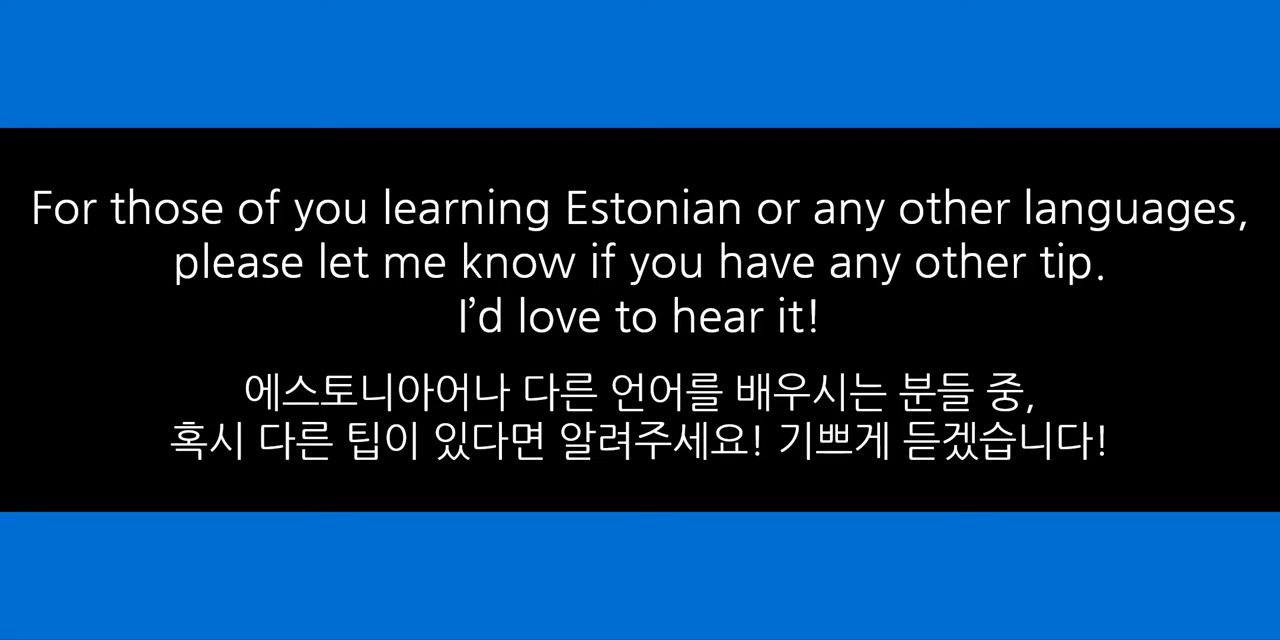 For those of you learning Estonian or any other languages,
please let me know if you have any other tip.
I’d love to hear it!
에스토니아어나 다른 언어를 배우시는 분들 중,
혹시 다른 팁이 있다면 알려주세요! 기쁘게 듣겠습니다!